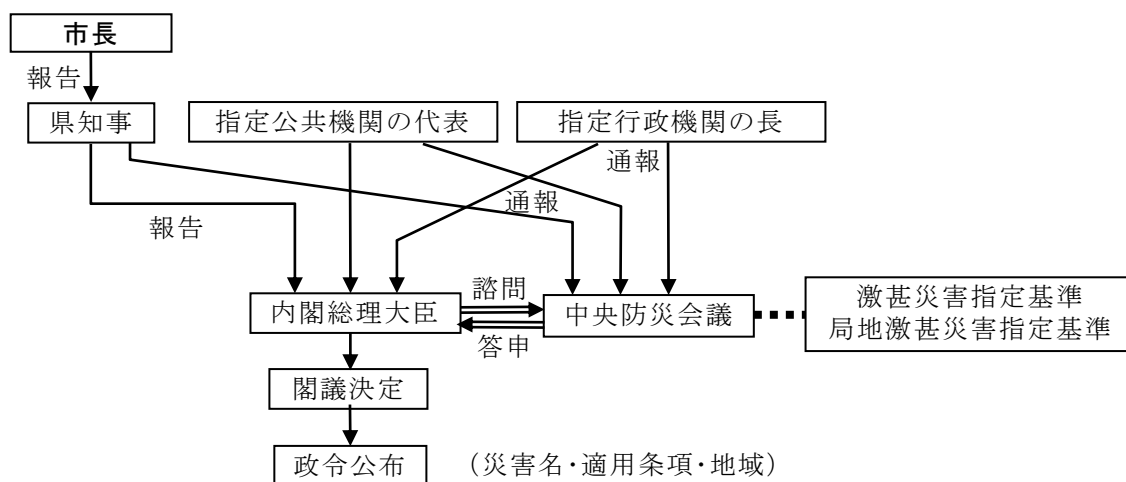 市長
報告
県知事
指定公共機関の代表
指定行政機関の長
通報
通報
報告
内閣総理大臣
諮問
答申
中央防災会議
激甚災害指定基準
局地激甚災害指定基準
閣議決定
政令公布
（災害名・適用条項・地域）